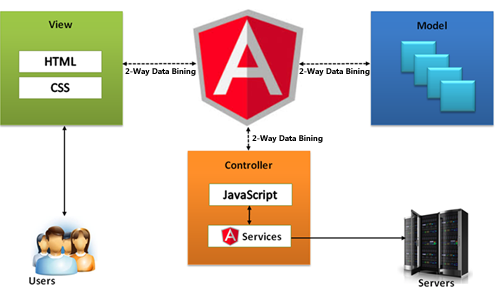 View
HTML
CSS
2-Way Data Bining
A
2-Way Data Bining
Model
2-Way Data Bining
Controller
JavaScript
A Services
Users
Servers